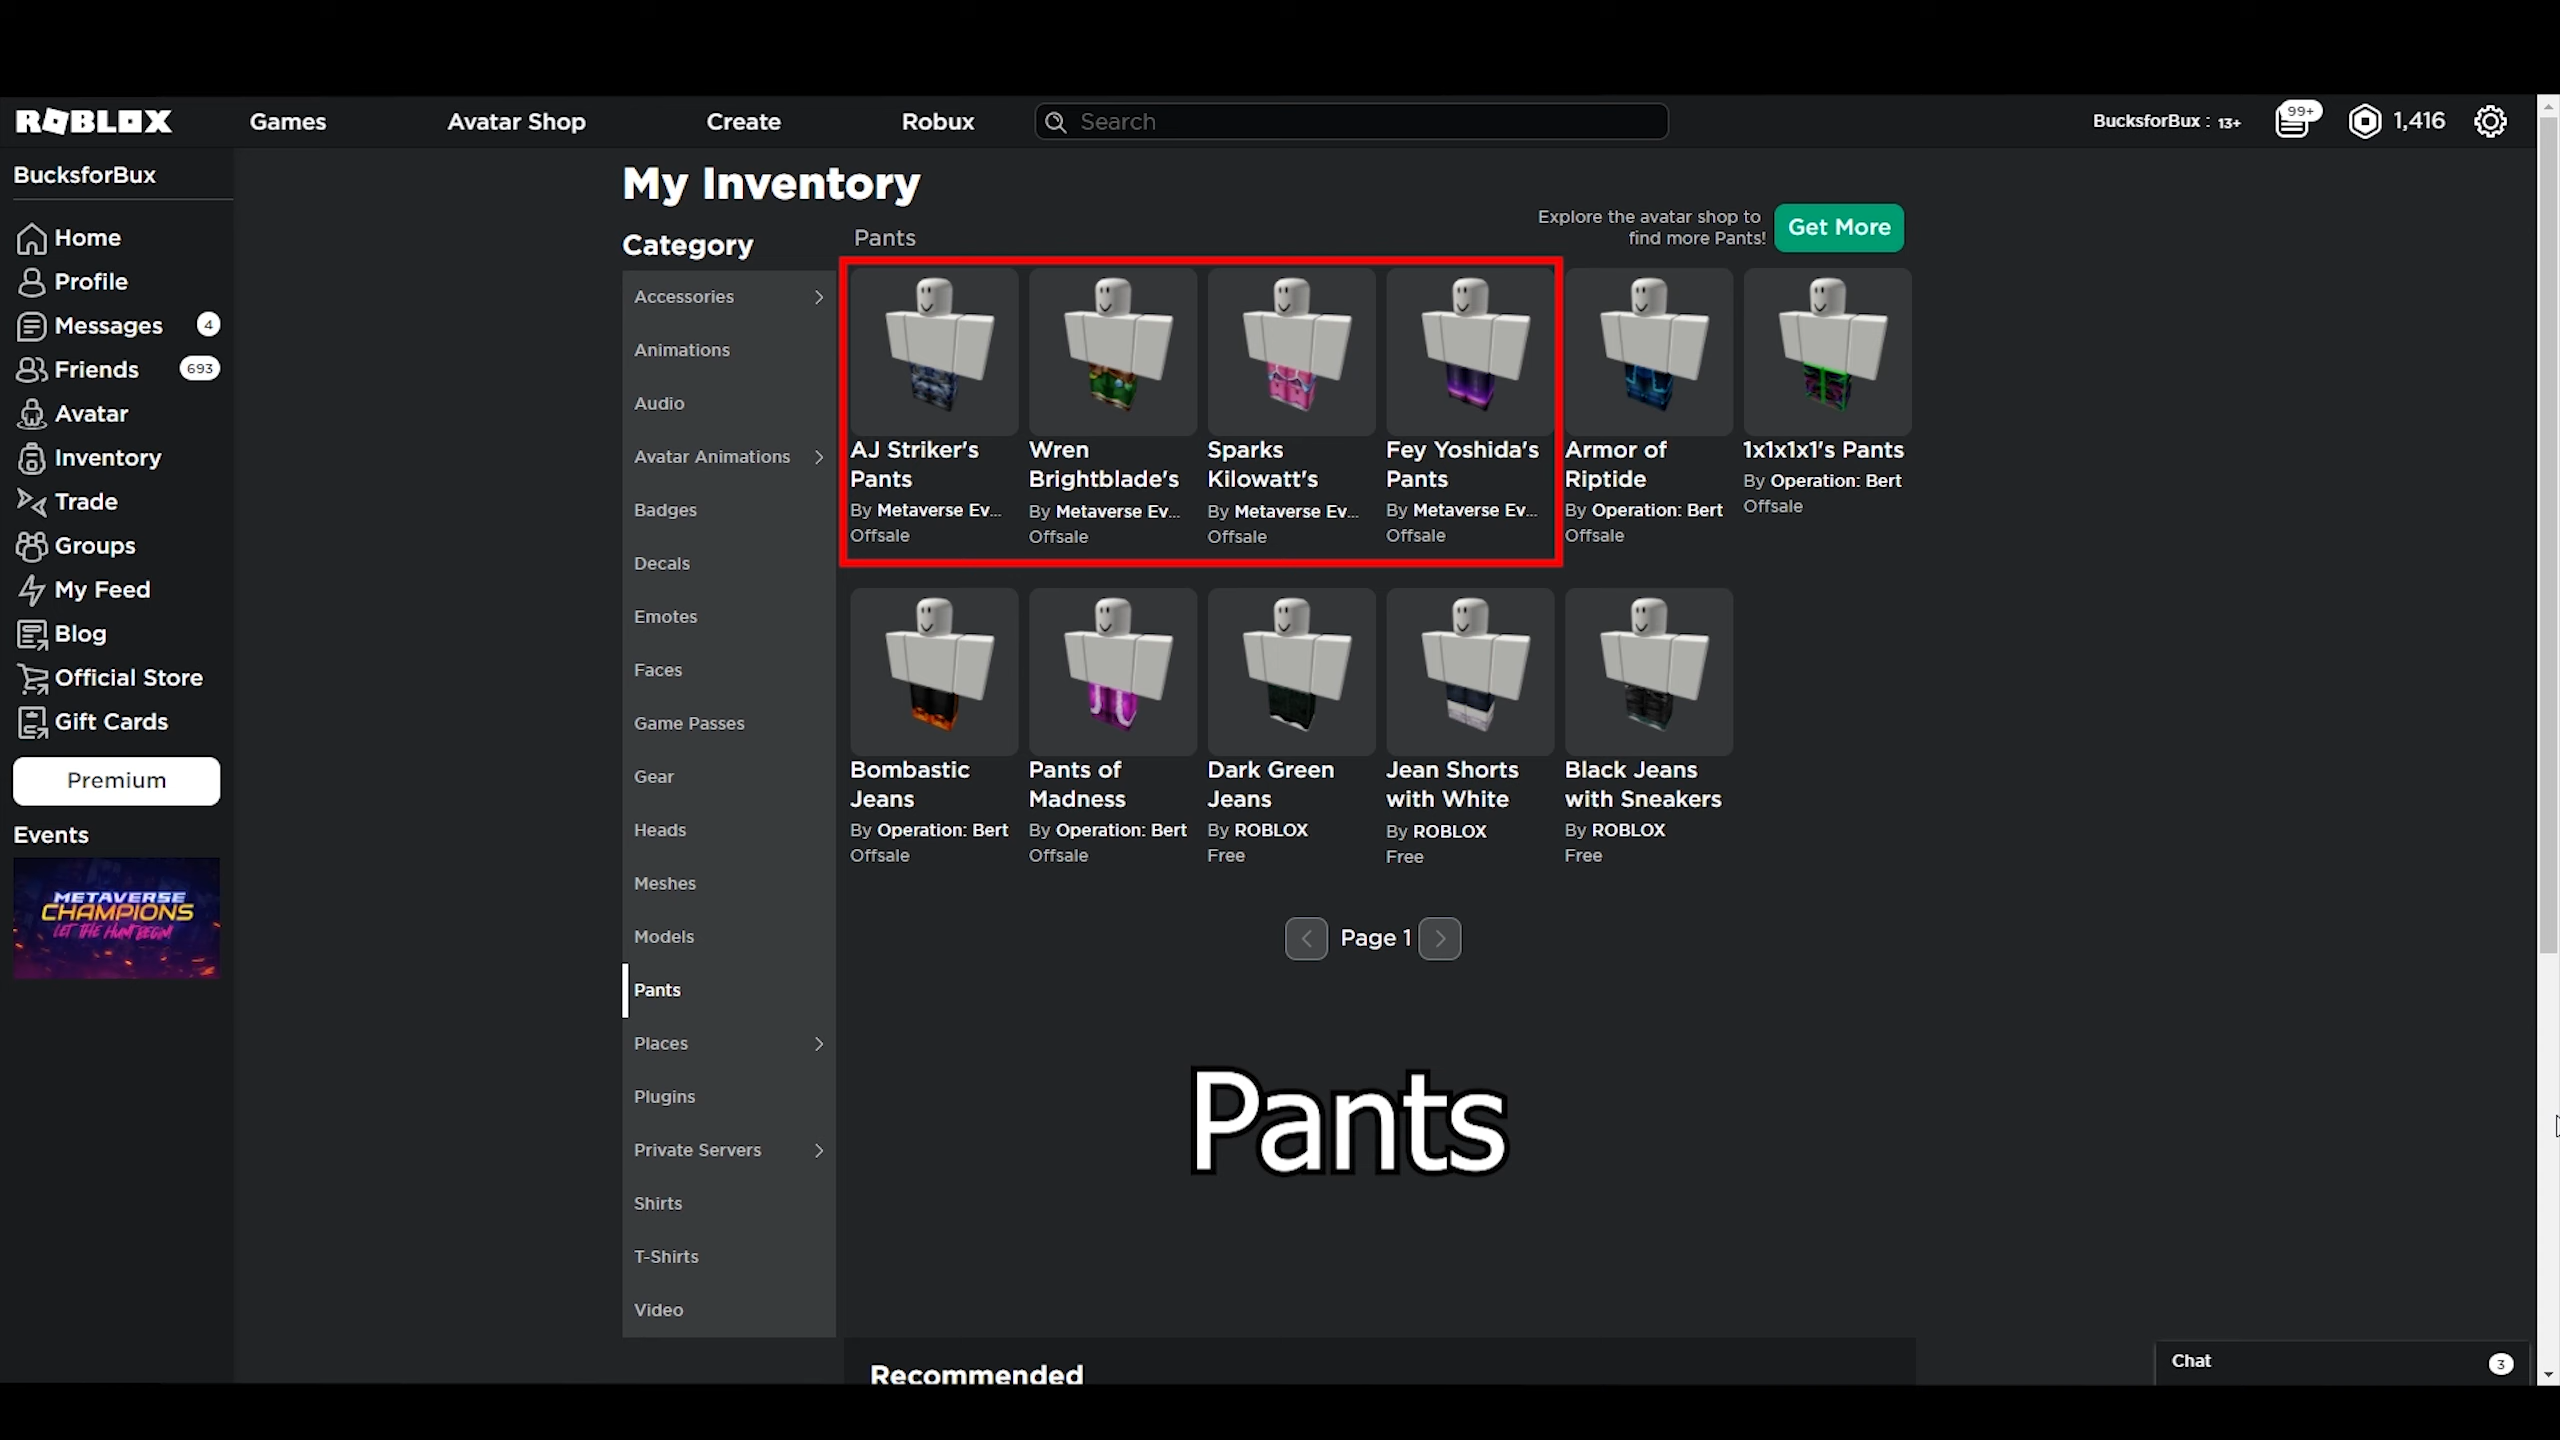 ROBLOX
Games
Avatar Shop
Create
Robux
Search
BucksforBux : 13+
99+
1,416
BucksforBux
Home
Profile
Messages
4
Friends
693
Avatar
Inventory
Trade
Groups
My Feed
Blog
Official Store
Gift Cards
Premium
Events
METAVERSE
CHAMPIONS
LET THE HUNT BEGIN!
My Inventory
Category
Accessories
Animations
Audio
Avatar Animations
Badges
Decals
Emotes
Faces
Game Passes
Gear
Heads
Meshes
Models
Pants
Places
Plugins
Private Servers
Shirts
T-Shirts
Video
Pants
Explore the avatar shop to
find more Pants!
Get More
AJ Striker's
Pants
By Metaverse Ev...
Offsale
Wren
Brightblade's
By Metaverse Ev...
Offsale
Sparks
Kilowatt's
By Metaverse Ev...
Offsale
Fey Yoshida's
Pants
By Metaverse Ev...
Offsale
Armor of
Riptide
By Operation: Bert
Offsale
1x1x1x1's Pants
By Operation: Bert
Offsale
Bombastic
Jeans
By Operation: Bert
Offsale
Pants of
Madness
By Operation: Bert
Offsale
Dark Green
Jeans
By ROBLOX
Free
Jean Shorts
with White
By ROBLOX
Free
Black Jeans
with Sneakers
By ROBLOX
Free
Page 1
Pants
Recommended
Chat
3